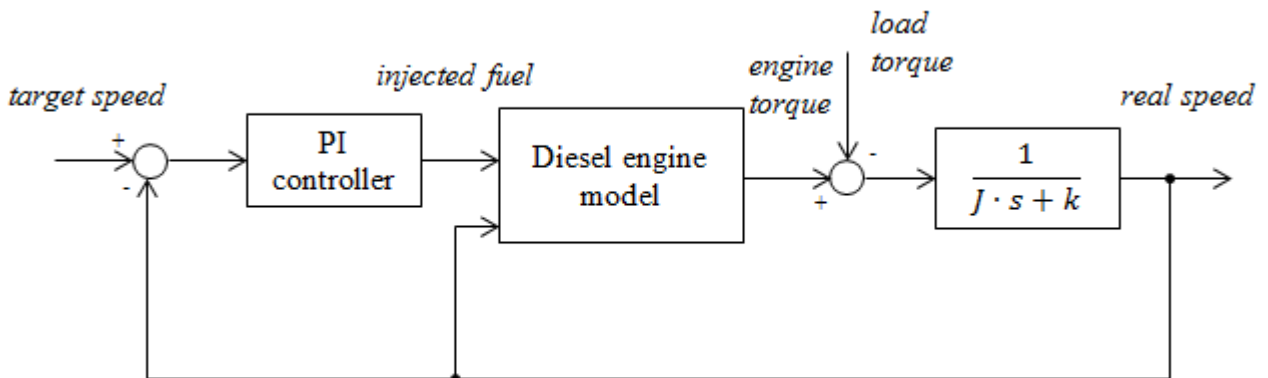 target speed
+
-
PI
controller
injected fuel
Diesel engine
model
engine
torque
load
torque
+
-
1
J · s + k
real speed